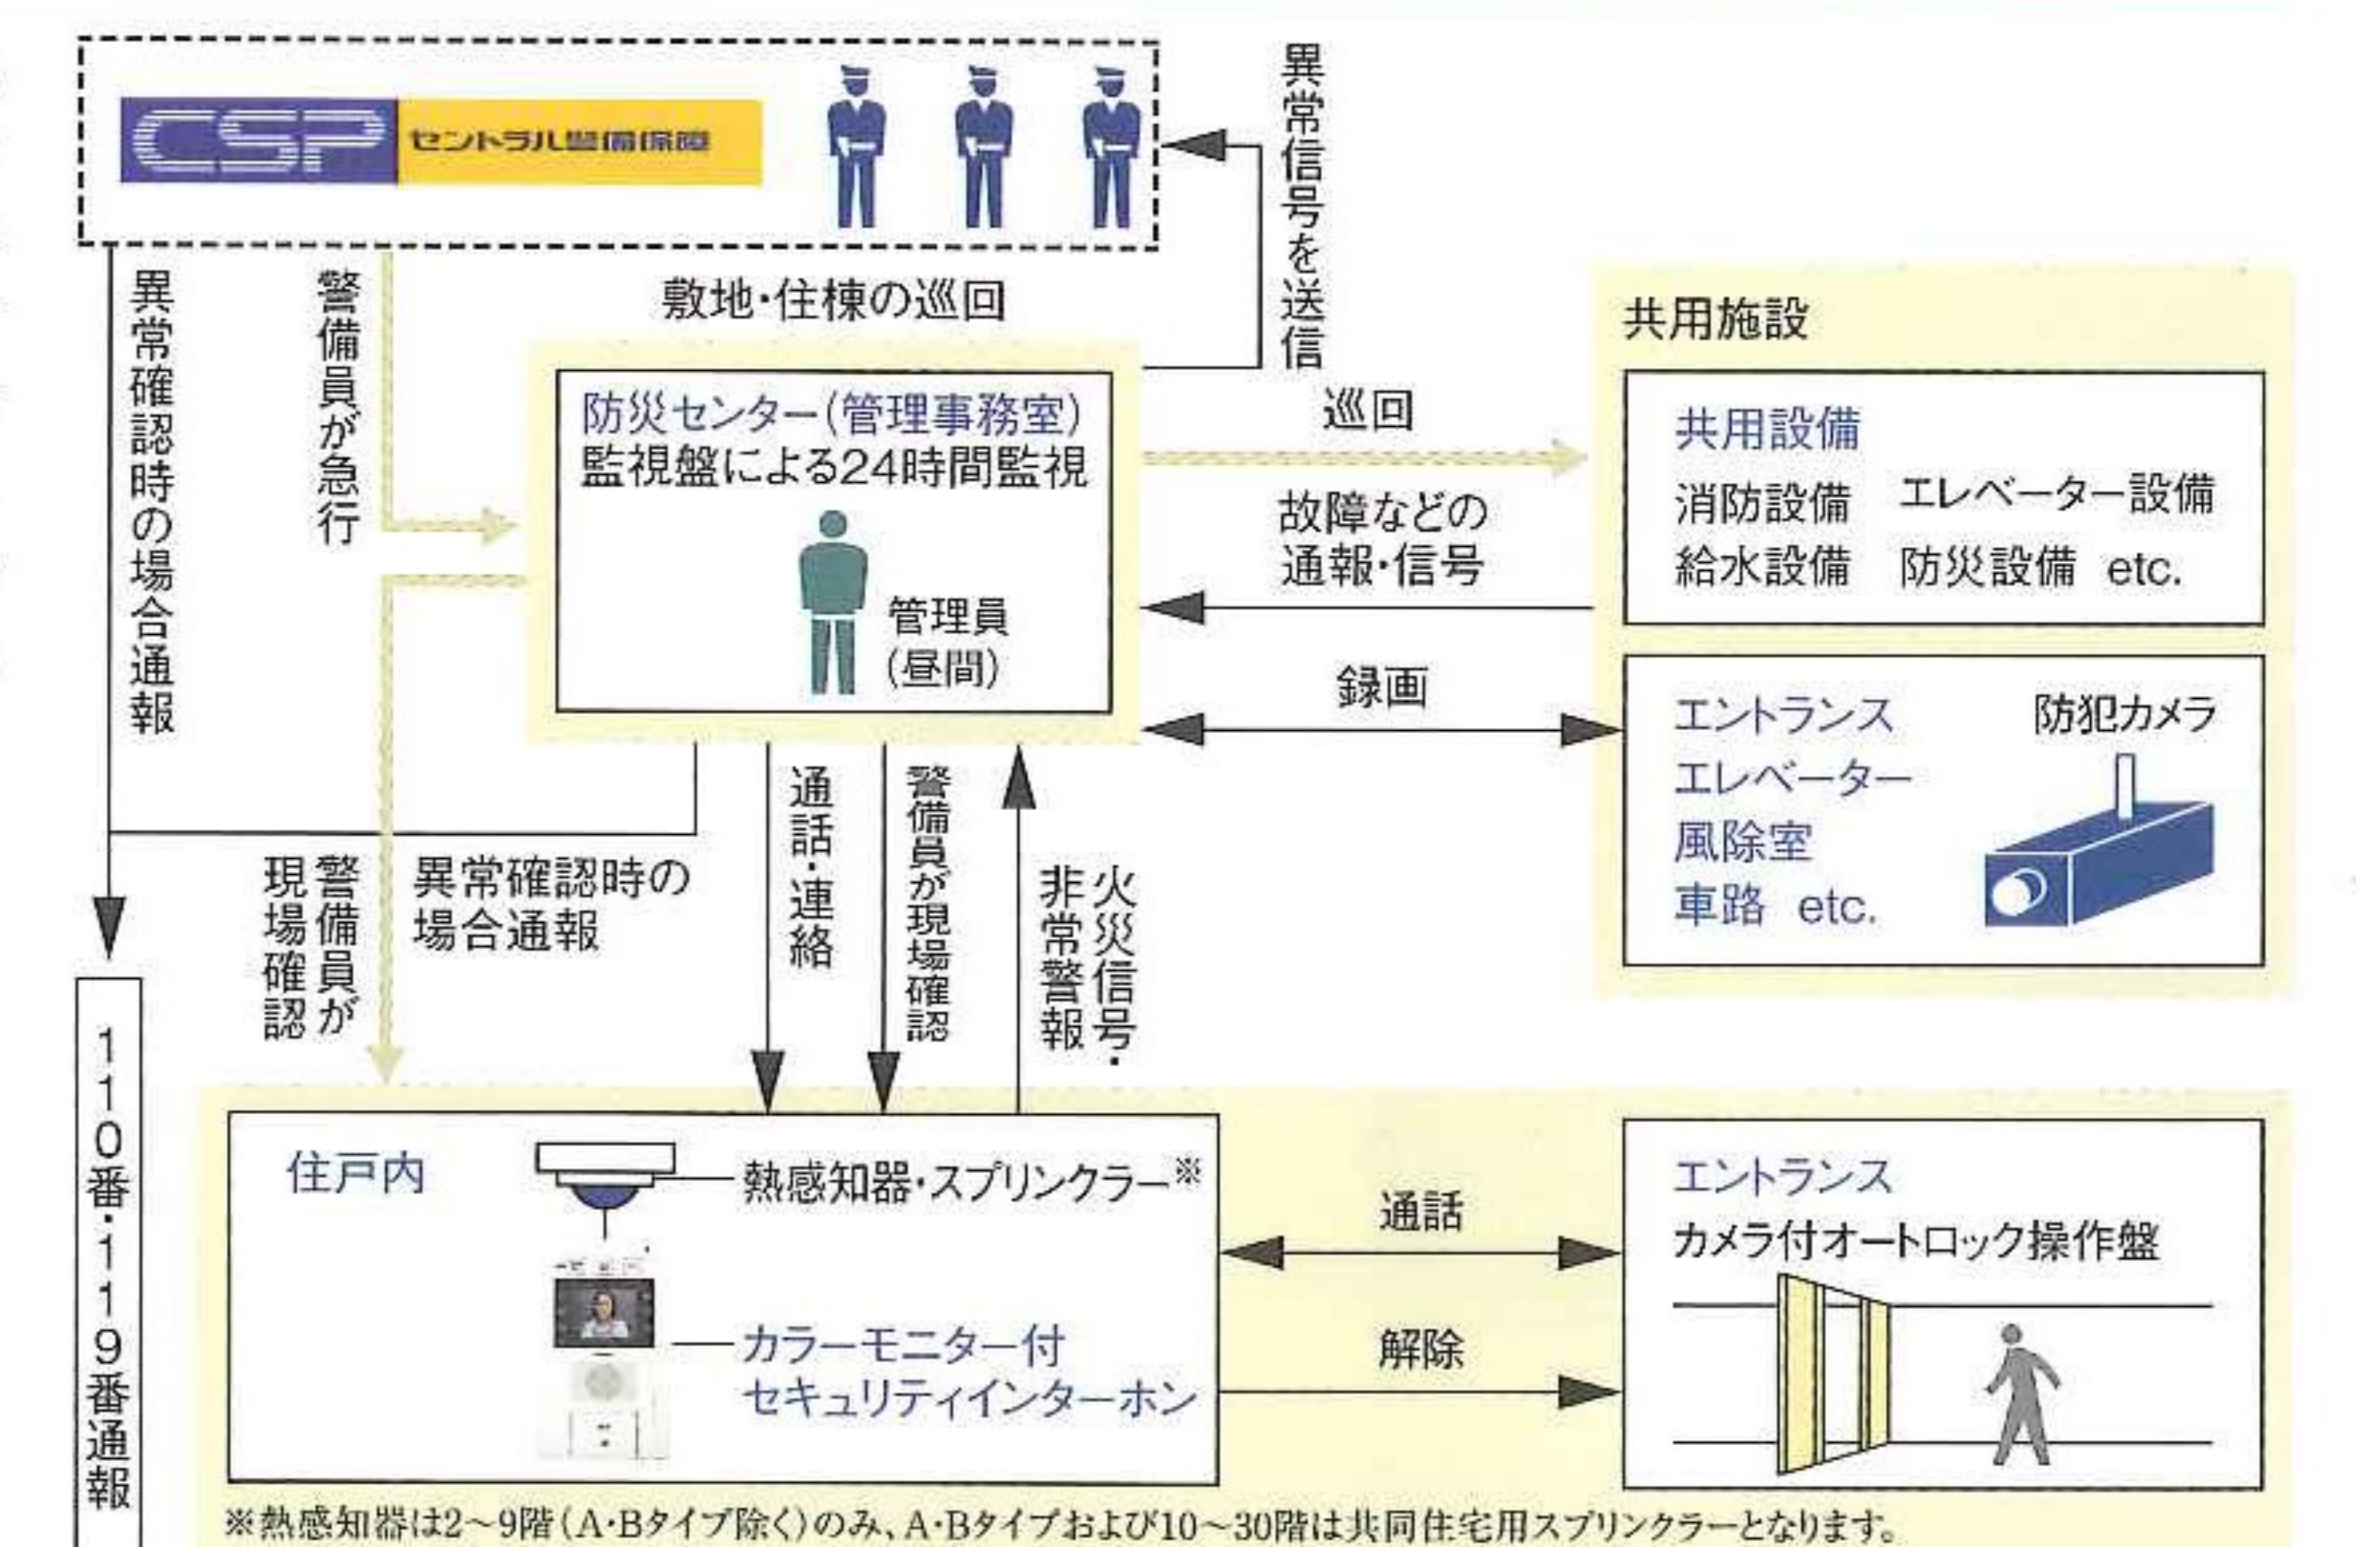 CSP セントラル警備保障
異常信号を送信
異常確認時の場合通報
警備員が急行
敷地・住棟の巡回
防災センター(管理事務室)
監視盤による24時間監視
管理員
(昼間)
巡回
故障などの
通報・信号
録画
共用施設
共用設備
消防設備 エレベーター設備
給水設備 防災設備 etc.
エントランス
エレベーター
風除室
車路 etc.
防犯カメラ
警備員が
現場確認
異常確認時の
場合通報
通話・連絡
警備員が現場確認
火災信号・
非常警報
110番・119番通報
住戸内
熱感知器・スプリンクラー※
カラーモニター付
セキュリティインターホン
通話
解除
エントランス
カメラ付オートロック操作盤
※熱感知器は2～9階(A・Bタイプ除く)のみ、A・Bタイプおよび10～30階は共同住宅用スプリンクラーとなります。